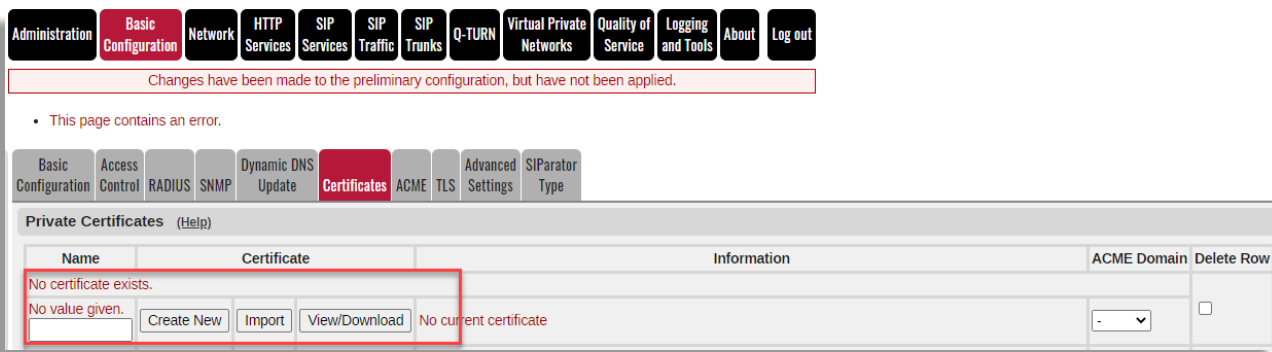 Administration
Basic
Configuration
Network
HTTP
Services
SIP
Services
SIP
Traffic
SIP
Trunks
Q-TURN
Virtual Private
Networks
Quality of
Service
Logging
and Tools
About
Log out
Changes have been made to the preliminary configuration, but have not been applied.
• This page contains an error.
Basic
Configuration
Access
Control
RADIUS
SNMP
Dynamic DNS
Update
Certificates
ACME
TLS
Advanced
Settings
SIParator
Type
Private Certificates (Help)
Name Certificate Information ACME Domain Delete Row
No certificate exists.
No value given.
Create New Import View/Download No current certificate -